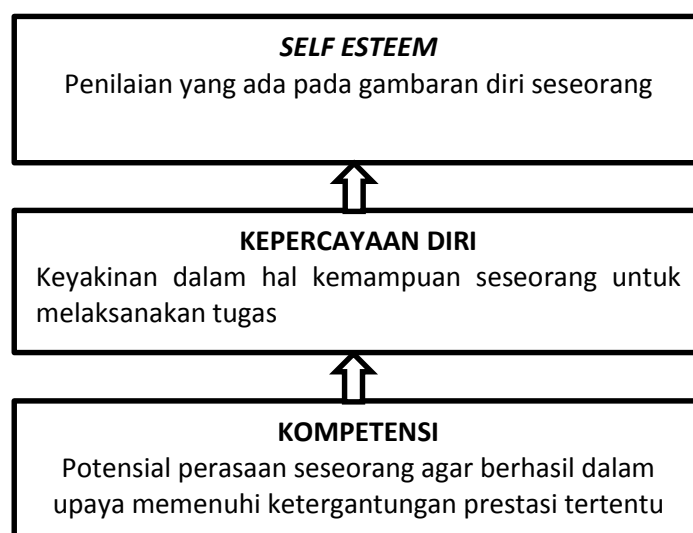 SELF ESTEEM
Penilaian yang ada pada gambaran diri seseorang
KEPERCAYAAN DIRI
Keyakinan dalam hal kemampuan seseorang untuk
melaksanakan tugas
KOMPETENSI
Potensial perasaan seseorang agar berhasil dalam
upaya memenuhi ketergantungan prestasi tertentu